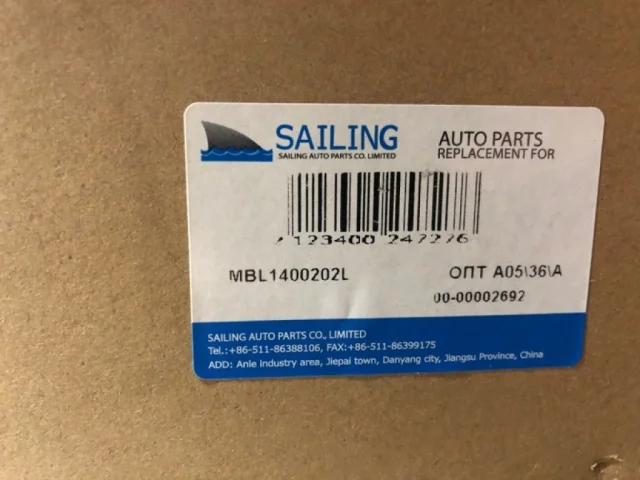 SAILING
SAILING AUTO PARTS CO. LIMITED
AUTO PARTS
REPLACEMENT FOR
123400 247276
MBL1400202L
ОПТ A05\36\A
00-00002692
SAILING AUTO PARTS CO., LIMITED
Tel.:+86-511-86388106, FAX:+86-511-86399175
ADD: Anle industry area, Jiepai town, Danyang city, Jiangsu Province, China